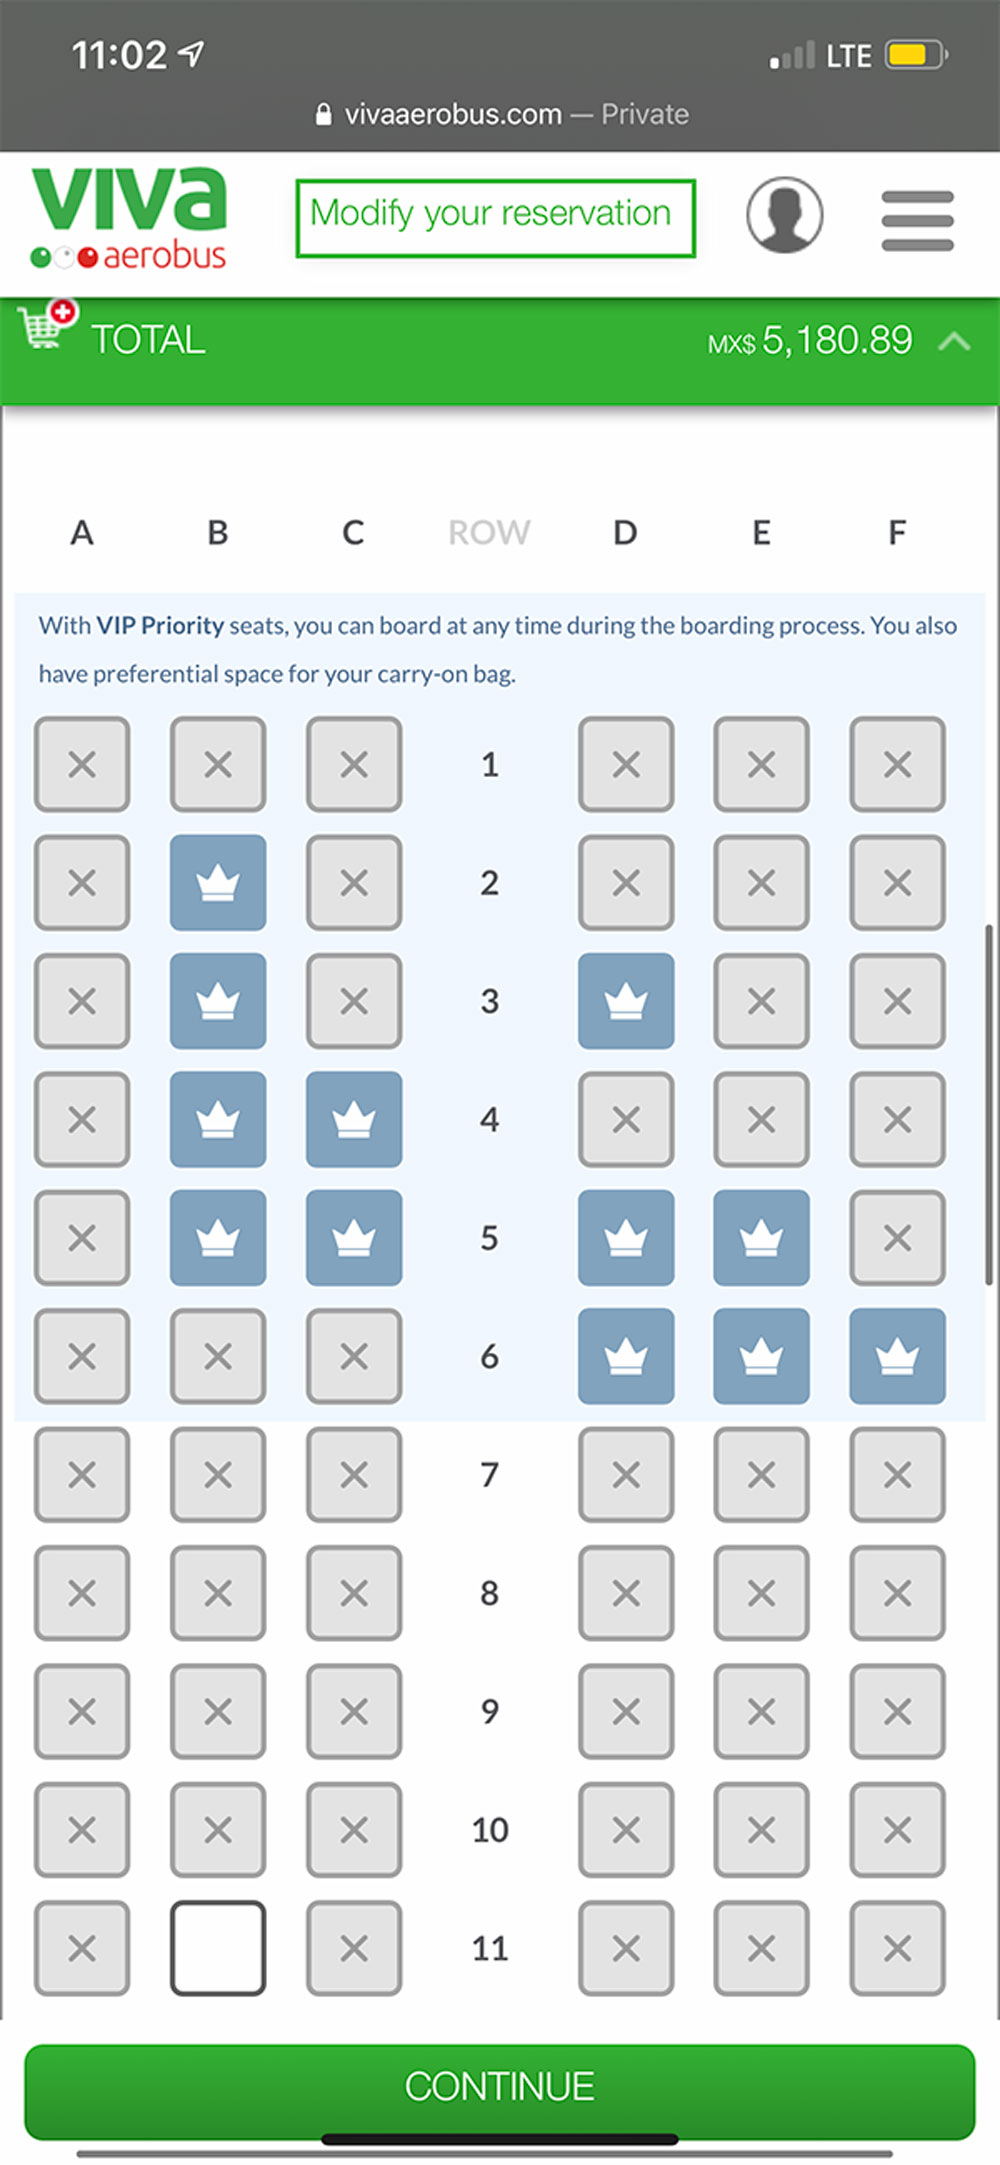 11:02 LTE
vivaaerobus.com — Private
viva
aerobus
Modify your reservation
TOTAL MX$ 5,180.89
A B C ROW D E F
With VIP Priority seats, you can board at any time during the boarding process. You also
have preferential space for your carry-on bag.
1
2
3
4
5
6
7
8
9
10
11
CONTINUE